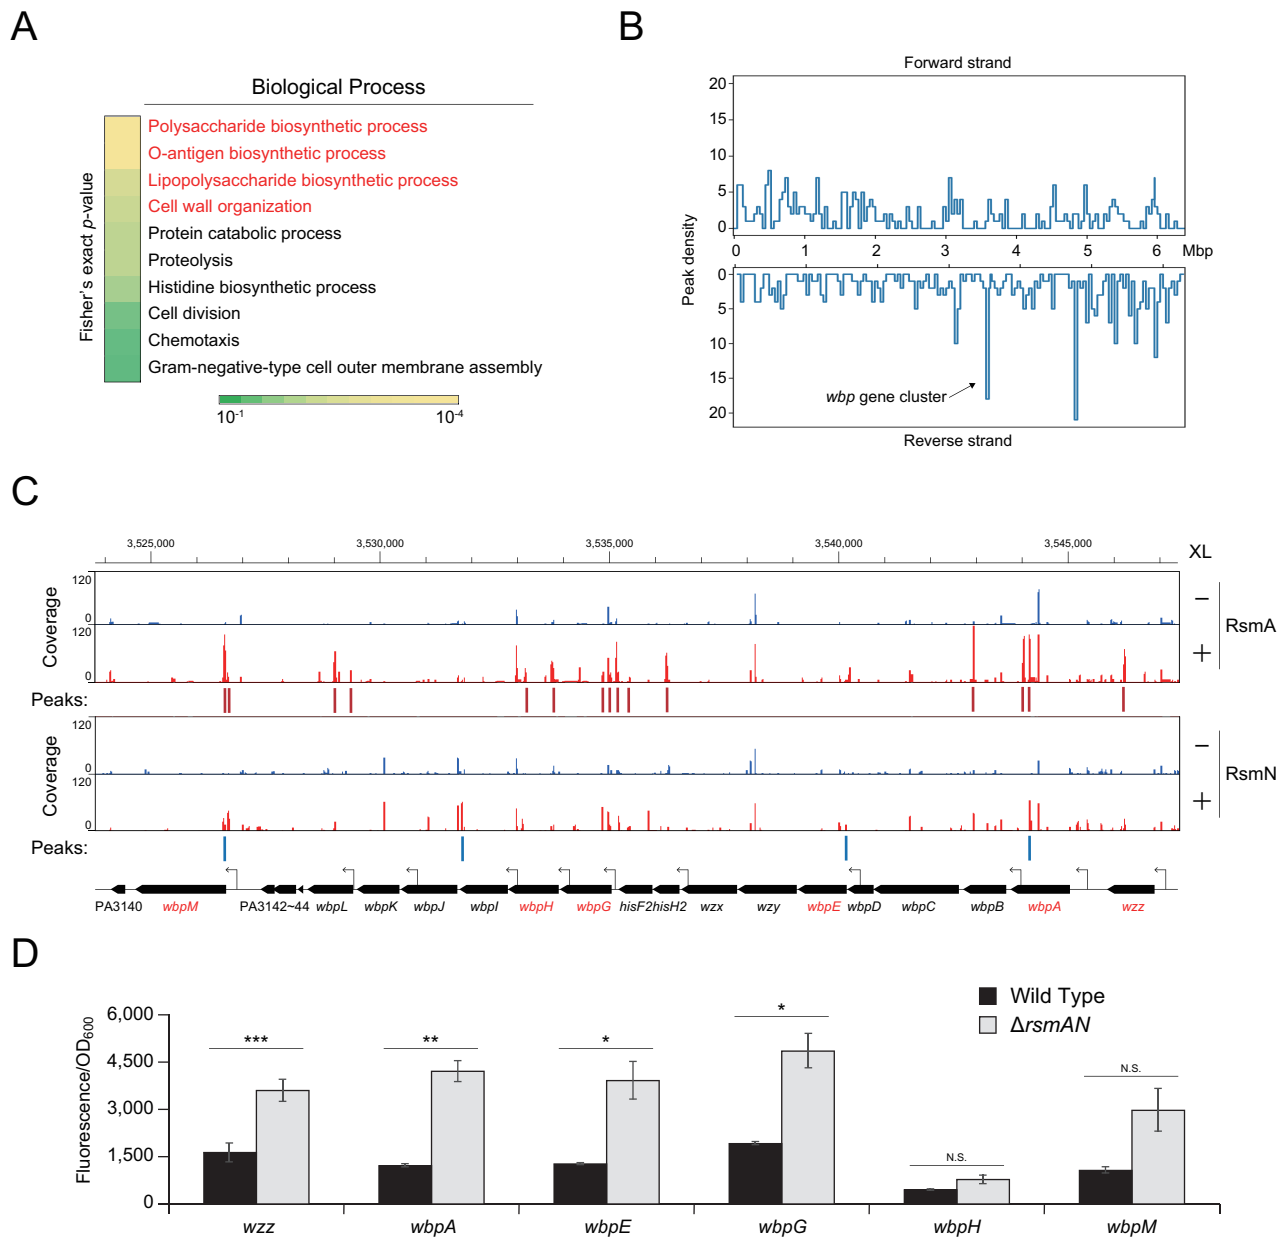 A
Biological Process
Fisher's exact p-value
Polysaccharide biosynthetic process
O-antigen biosynthetic process
Lipopolysaccharide biosynthetic process
Cell wall organization
Protein catabolic process
Proteolysis
Histidine biosynthetic process
Cell division
Chemotaxis
Gram-negative-type cell outer membrane assembly
10-1 10-4
B
Forward strand
Peak density
20
15
10
5
0
0 1 2 3 4 5 6 Mbp
0
5
10
15
20
wbp gene cluster
Reverse strand
C
3,525,000 3,530,000 3,535,000 3,540,000 3,545,000 XL
Coverage
120
0
−
RsmA
Coverage
120
0
+
Peaks:
Coverage
120
0
−
RsmN
Coverage
120
0
+
Peaks:
PA3140 wbpM PA3142~44 wbpL wbpK wbpJ wbpI wbpH wbpG hisF2hisH2 wzx wzy wbpE wbpD wbpC wbpB wbpA wzz
D
Fluorescence/OD600
6,000
4,500
3,000
1,500
0
Wild Type
ΔrsmAN
*** ** * * N.S. N.S.
wzz wbpA wbpE wbpG wbpH wbpM